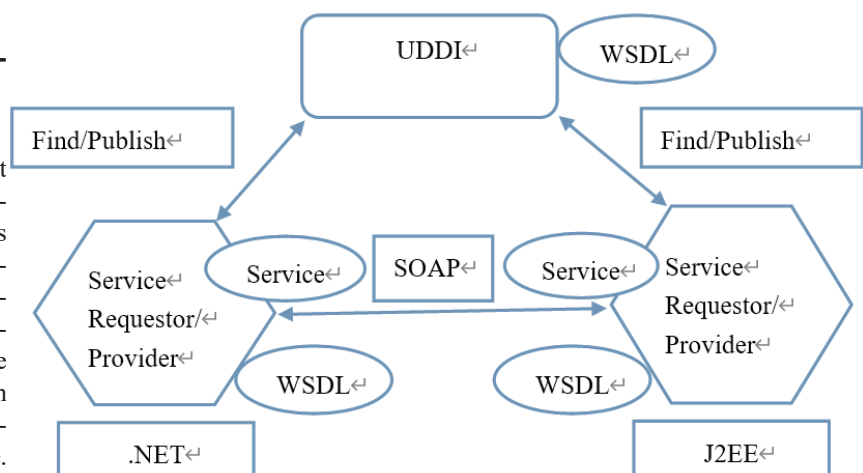 UDDI
WSDL
Find/Publish
Find/Publish
t
s
e
n
.
Service
Requestor/
Provider
Service
SOAP
Service
Service
Requestor/
Provider
WSDL
WSDL
.NET
J2EE